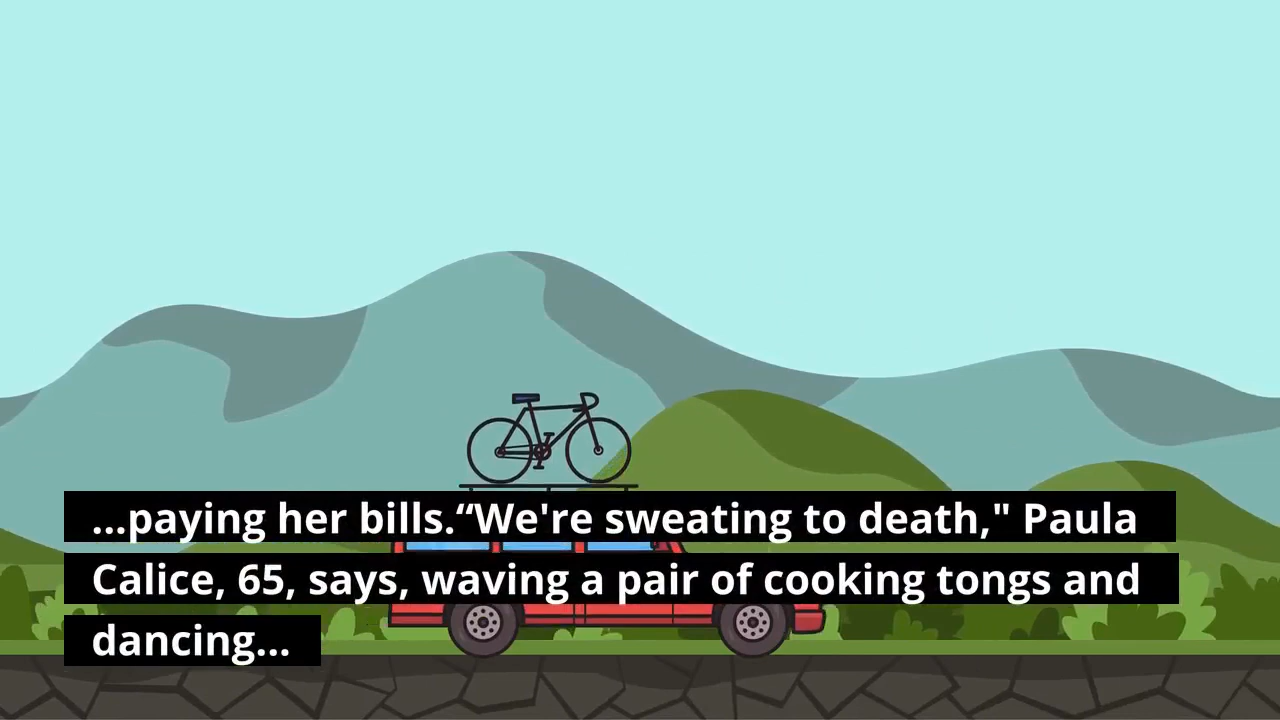 ...paying her bills.“We're sweating to death," Paula
Calice, 65, says, waving a pair of cooking tongs and
dancing...